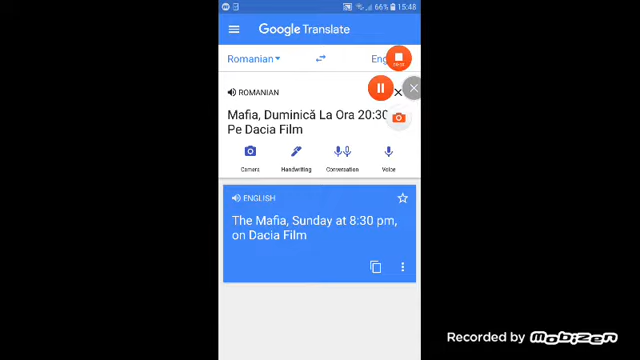 66% 15:48
Google Translate
Romanian Eng
ROMANIAN
Mafia, Duminică La Ora 20:30
Pe Dacia Film
Camera Handwriting Conversation Voice
ENGLISH
The Mafia, Sunday at 8:30 pm,
on Dacia Film
Recorded by mobizen